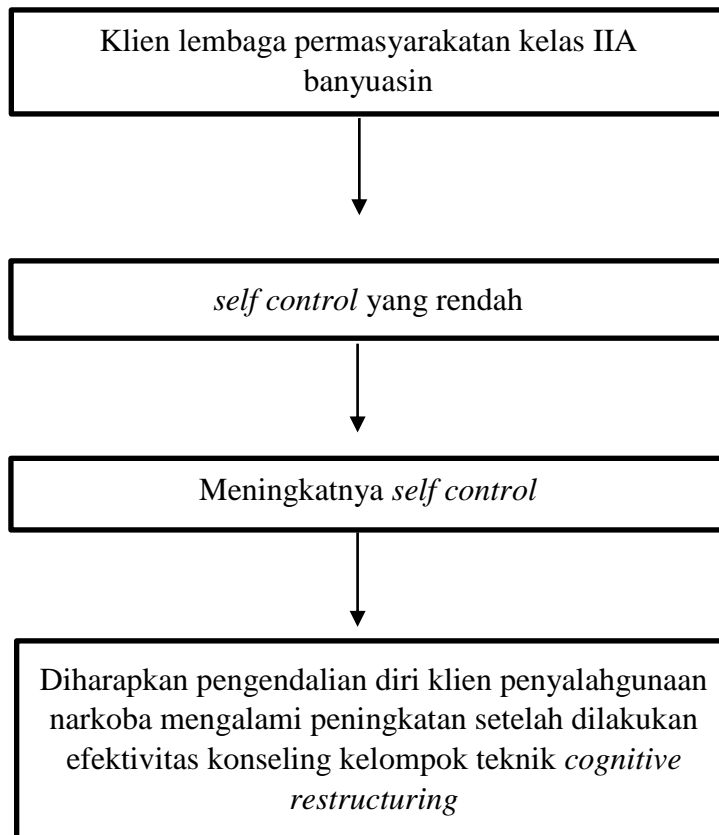 Klien lembaga permasyarakatan kelas IIA
banyuasin
self control yang rendah
Meningkatnya self control
Diharapkan pengendalian diri klien penyalahgunaan
narkoba mengalami peningkatan setelah dilakukan
efektivitas konseling kelompok teknik cognitive
restructuring